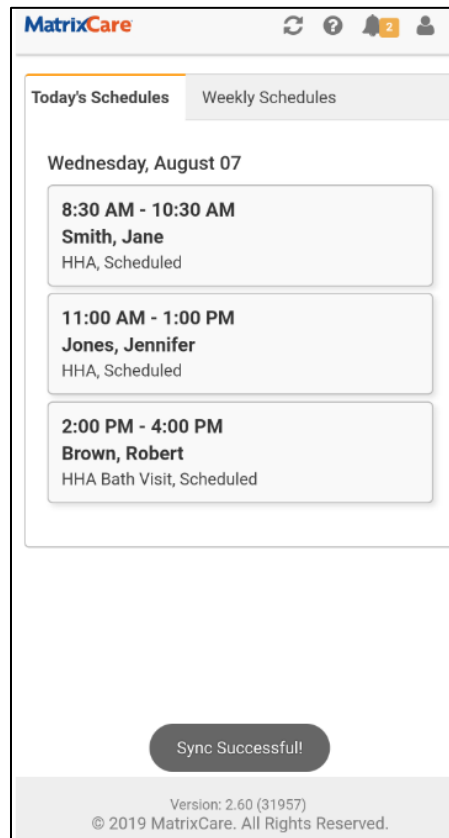 MatrixCare
2
Today's Schedules Weekly Schedules
Wednesday, August 07
8:30 AM - 10:30 AM
Smith, Jane
HHA, Scheduled
11:00 AM - 1:00 PM
Jones, Jennifer
HHA, Scheduled
2:00 PM - 4:00 PM
Brown, Robert
HHA Bath Visit, Scheduled
Sync Successful!
Version: 2.60 (31957)
© 2019 MatrixCare. All Rights Reserved.